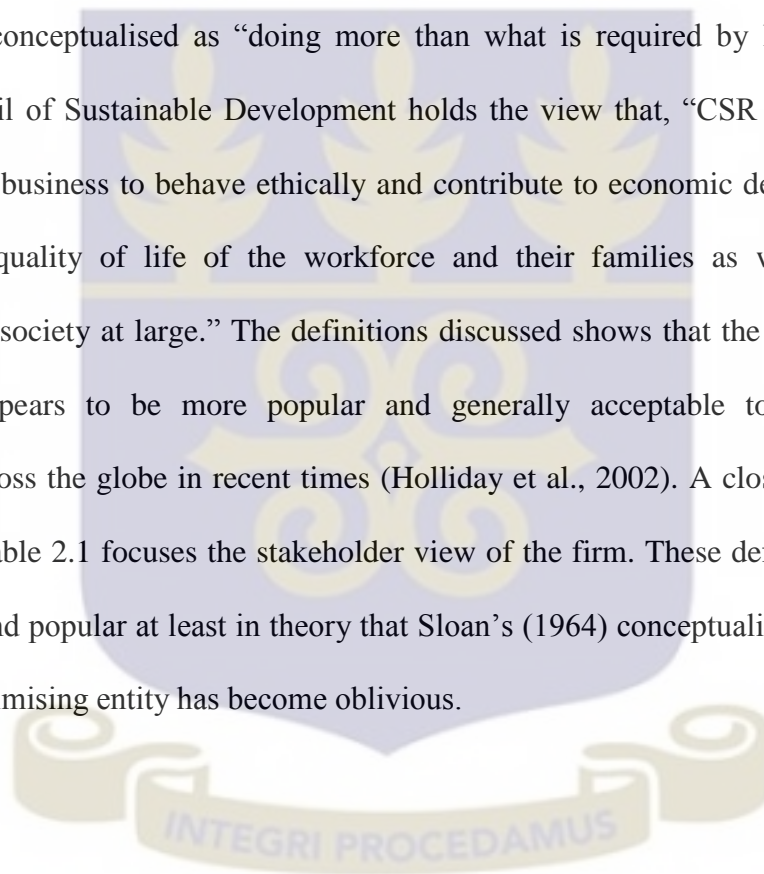 conceptualised as “doing more than what is required by
il of Sustainable Development holds the view that, “CSR
business to behave ethically and contribute to economic de
quality of life of the workforce and their families as
society at large.” The definitions discussed shows that the
pears to be more popular and generally acceptable to
oss the globe in recent times (Holliday et al., 2002). A clos
able 2.1 focuses the stakeholder view of the firm. These de
nd popular at least in theory that Sloan’s (1964) conceptuali
imising entity has become oblivious.
INTEGRI PROCEDAMUS